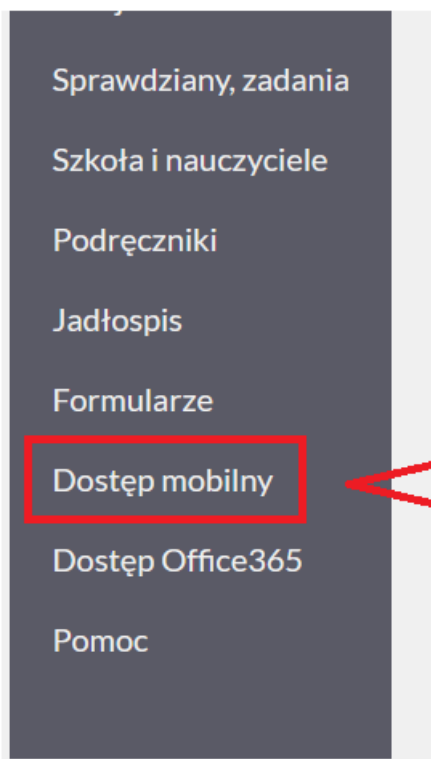 Sprawdziany, zadania
Szkoła i nauczyciele
Podręczniki
Jadłospis
Formularze
Dostęp mobilny
Dostęp Office365
Pomoc